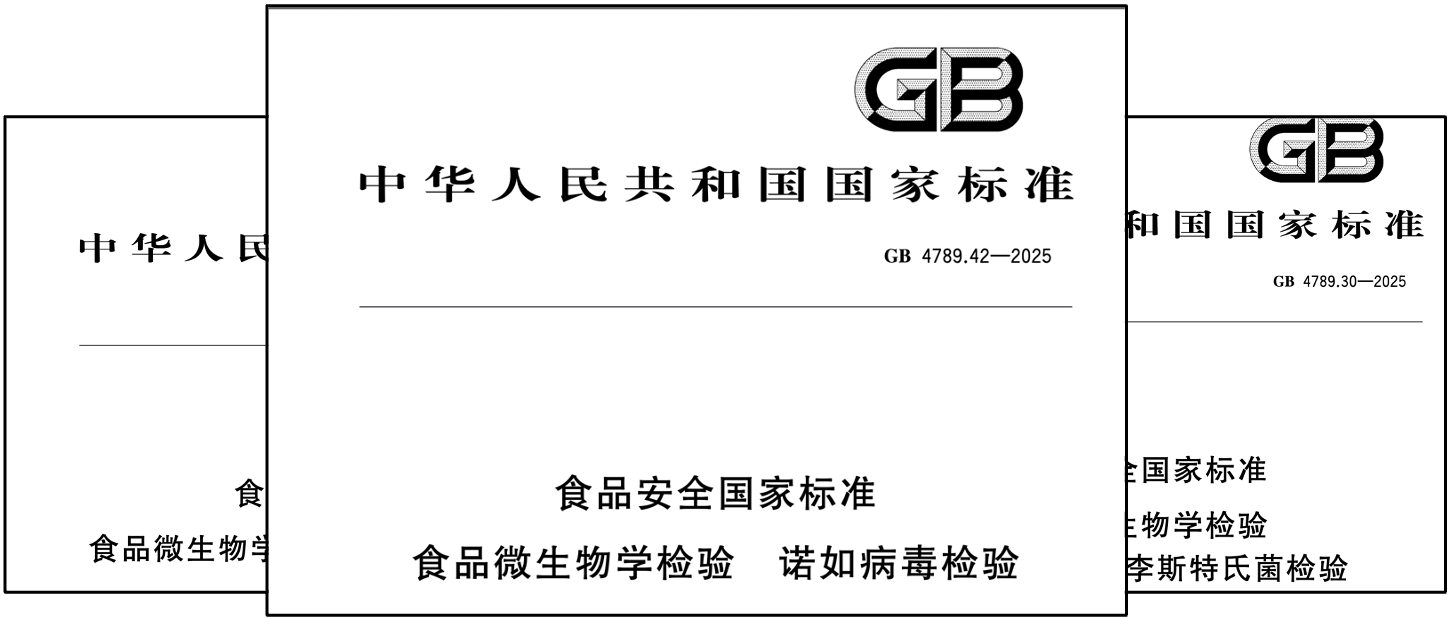 中华人民
食
食品微生物学
GB
中华人民共和国国家标准
GB 4789.42—2025
食品安全国家标准
食品微生物学检验 诺如病毒检验
GB
和国国家标准
GB 4789.30—2025
全国家标准
生物学检验
李斯特氏菌检验